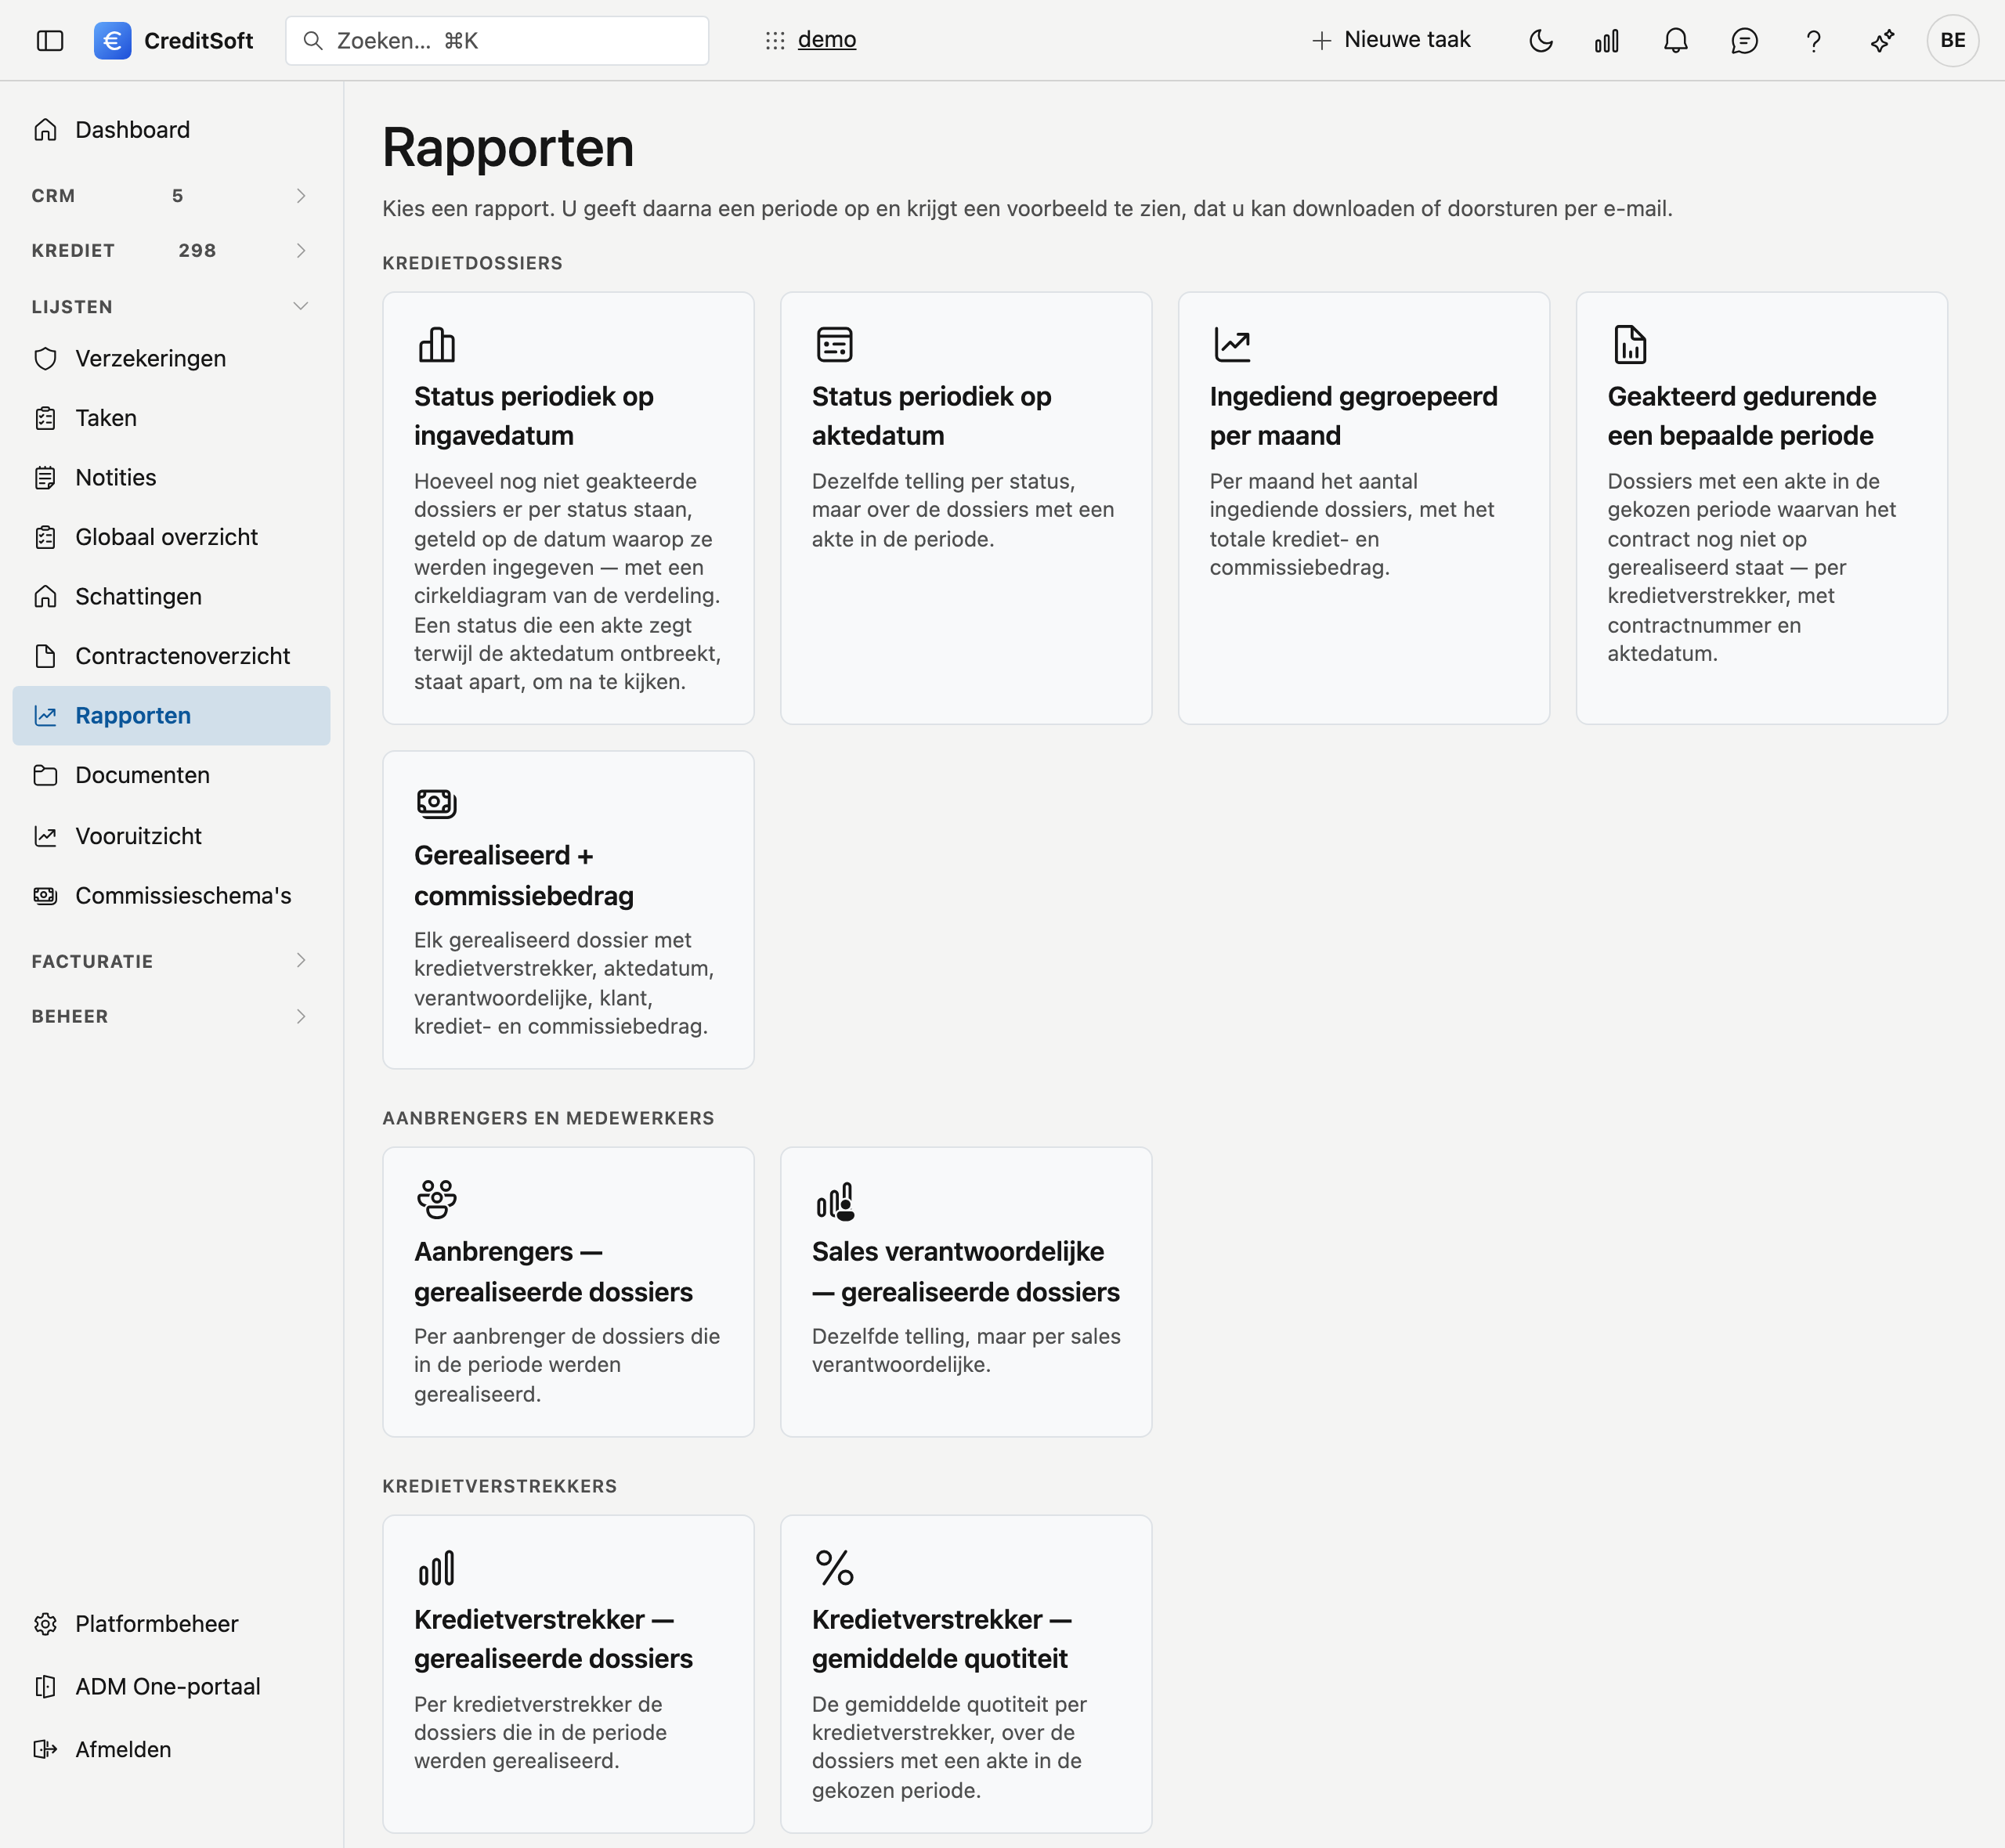 CreditSoft
Zoeken... ⌘K
demo
Nieuwe taak
BE
Dashboard
CRM 5
KREDIET 298
LIJSTEN
Verzekeringen
Taken
Notities
Globaal overzicht
Schattingen
Contractenoverzicht
Rapporten
Documenten
Vooruitzicht
Commissieschema's
FACTURATIE
BEHEER
Platformbeheer
ADM One-portaal
Afmelden
Rapporten
Kies een rapport. U geeft daarna een periode op en krijgt een voorbeeld te zien, dat u kan downloaden of doorsturen per e-mail.
KREDIETDOSSIERS
Status periodiek op
ingavedatum
Hoeveel nog niet geakteerde
dossiers er per status staan,
geteld op de datum waarop ze
werden ingegeven — met een
cirkeldiagram van de verdeling.
Een status die een akte zegt
terwijl de aktedatum ontbreekt,
staat apart, om na te kijken.
Status periodiek op
aktedatum
Dezelfde telling per status,
maar over de dossiers met een
akte in de periode.
Ingediend gegroepeerd
per maand
Per maand het aantal
ingediende dossiers, met het
totale krediet- en
commissiebedrag.
Geakteerd gedurende
een bepaalde periode
Dossiers met een akte in de
gekozen periode waarvan het
contract nog niet op
gerealiseerd staat — per
kredietverstrekker, met
contractnummer en
aktedatum.
Gerealiseerd +
commissiebedrag
Elk gerealiseerd dossier met
kredietverstrekker, aktedatum,
verantwoordelijke, klant,
krediet- en commissiebedrag.
AANBRENGERS EN MEDEWERKERS
Aanbrengers —
gerealiseerde dossiers
Per aanbrenger de dossiers die
in de periode werden
gerealiseerd.
Sales verantwoordelijke
— gerealiseerde dossiers
Dezelfde telling, maar per sales
verantwoordelijke.
KREDIETVERSTREKKERS
Kredietverstrekker —
gerealiseerde dossiers
Per kredietverstrekker de
dossiers die in de periode
werden gerealiseerd.
Kredietverstrekker —
gemiddelde quotiteit
De gemiddelde quotiteit per
kredietverstrekker, over de
dossiers met een akte in de
gekozen periode.